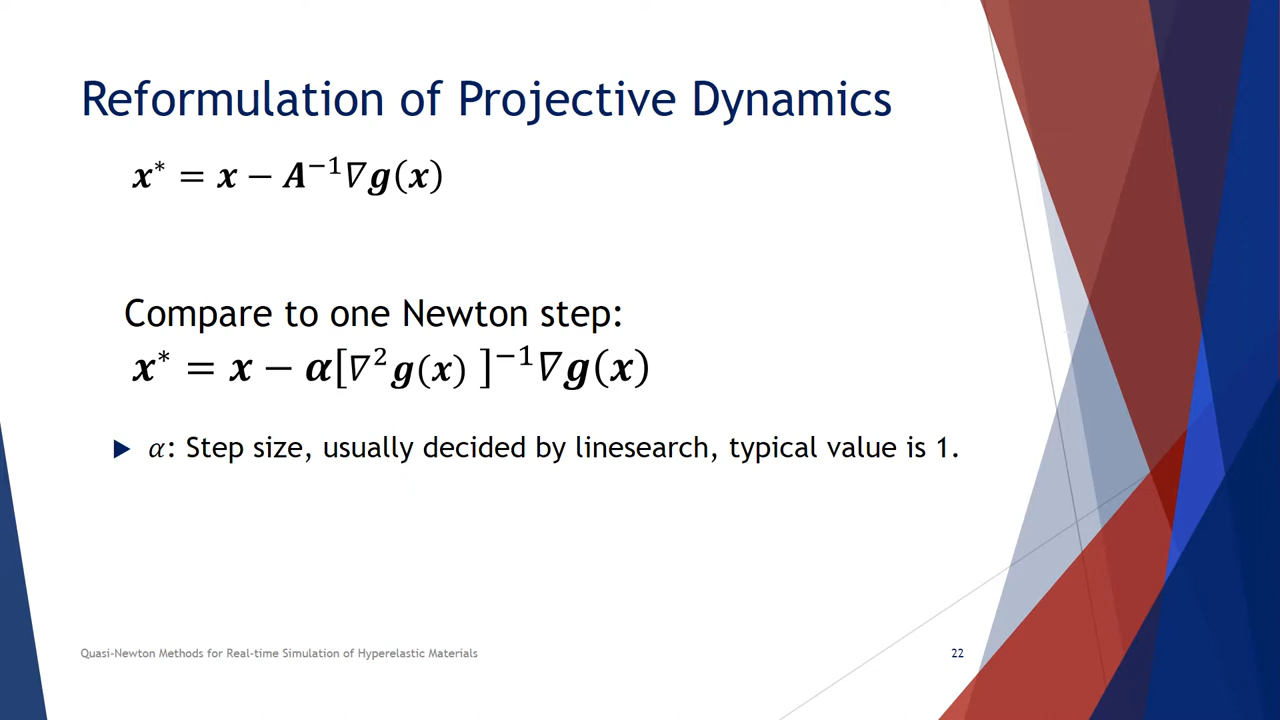 Reformulation of Projective Dynamics
x* = x − A⁻¹∇g(x)
Compare to one Newton step:
x* = x − α[∇²g(x) ]⁻¹∇g(x)
α: Step size, usually decided by linesearch, typical value is 1.
Quasi-Newton Methods for Real-time Simulation of Hyperelastic Materials
22